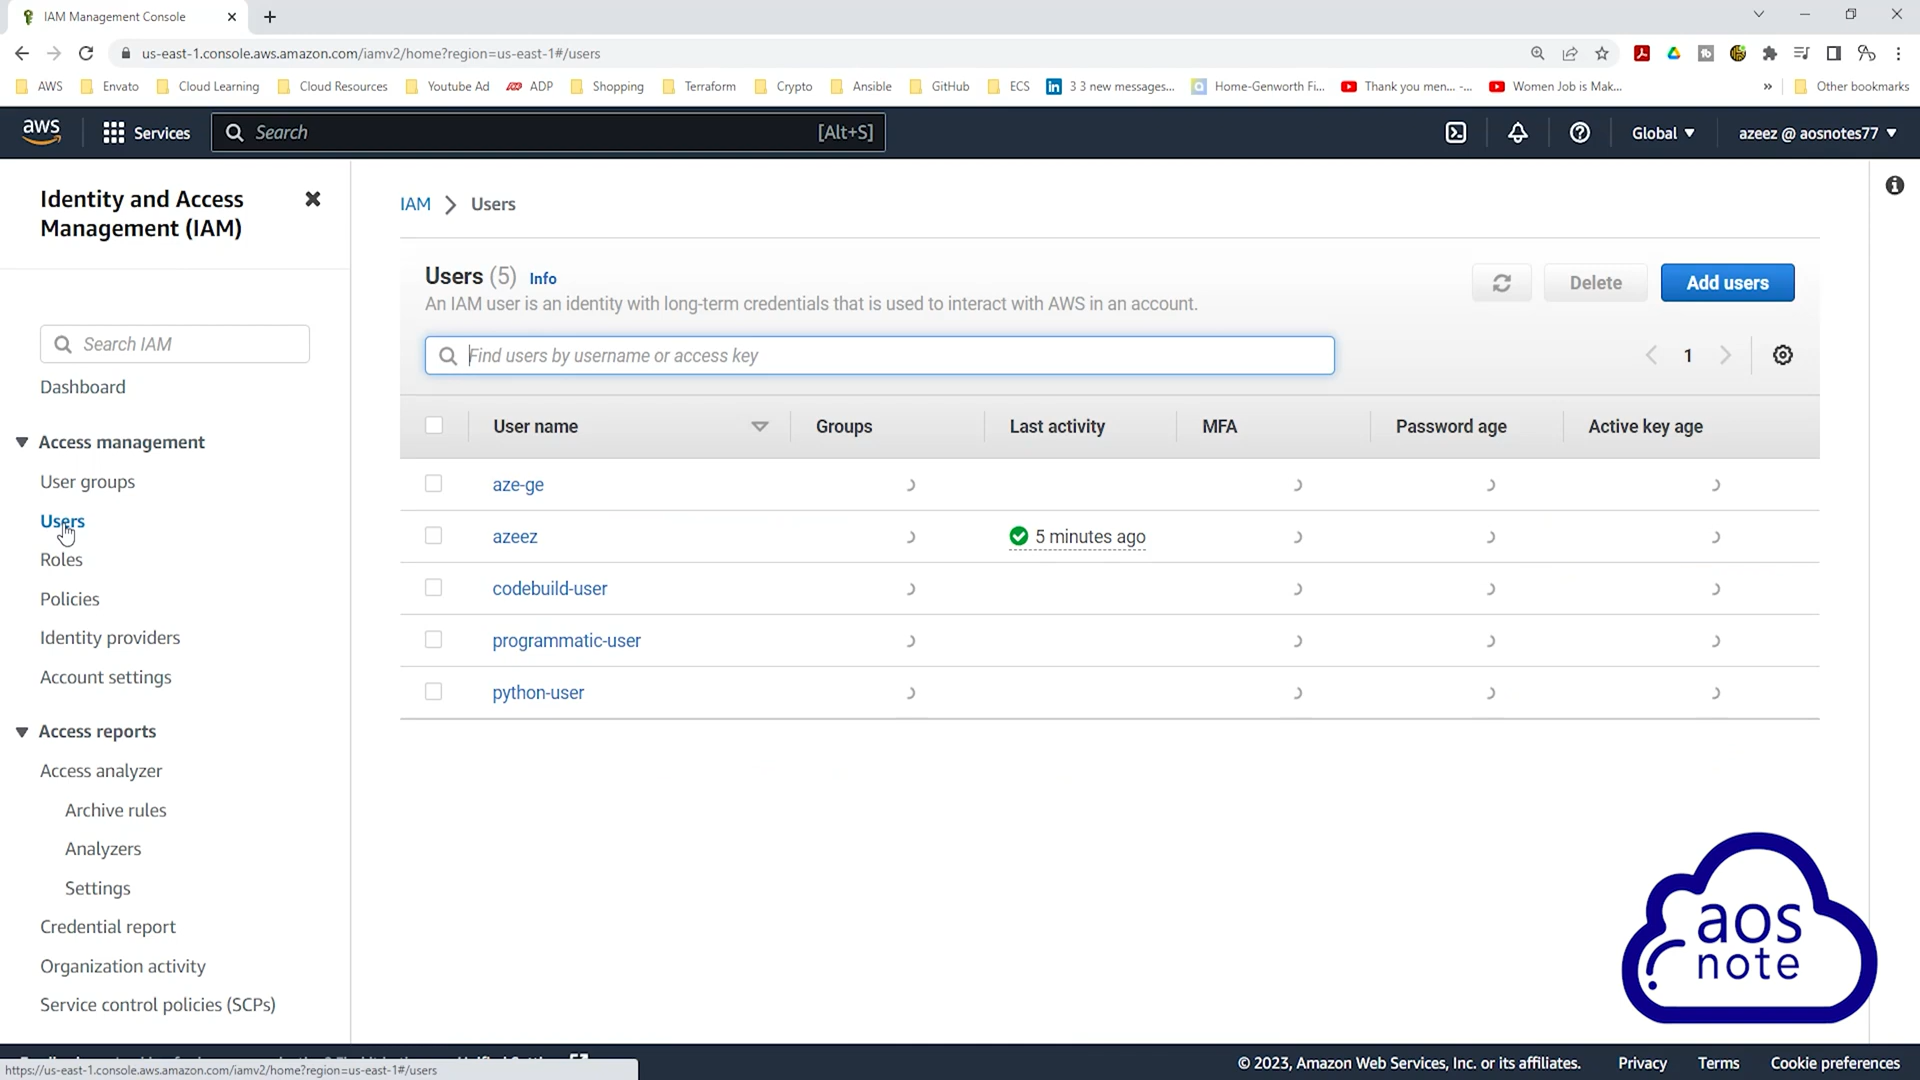 IAM Management Console
us-east-1.console.aws.amazon.com/iamv2/home?region=us-east-1#/users
AWS Envato Cloud Learning Cloud Resources Youtube Ad ADP Shopping Terraform Crypto Ansible GitHub ECS 3 3 new messages... Home-Genworth Fi... Thank you men... -... Women Job is Mak... » Other bookmarks
aws Services Search [Alt+S] Global azeez @ aosnotes77
Identity and Access
Management (IAM)
Search IAM
Dashboard
Access management
User groups
Users
Roles
Policies
Identity providers
Account settings
Access reports
Access analyzer
Archive rules
Analyzers
Settings
Credential report
Organization activity
Service control policies (SCPs)
IAM > Users
Users (5) Info
An IAM user is an identity with long-term credentials that is used to interact with AWS in an account.
Delete
Add users
Find users by username or access key
1
User name Groups Last activity MFA Password age Active key age
aze-ge
azeez 5 minutes ago
codebuild-user
programmatic-user
python-user
aos
note
© 2023, Amazon Web Services, Inc. or its affiliates. Privacy Terms Cookie preferences
https://us-east-1.console.aws.amazon.com/iamv2/home?region=us-east-1#/users